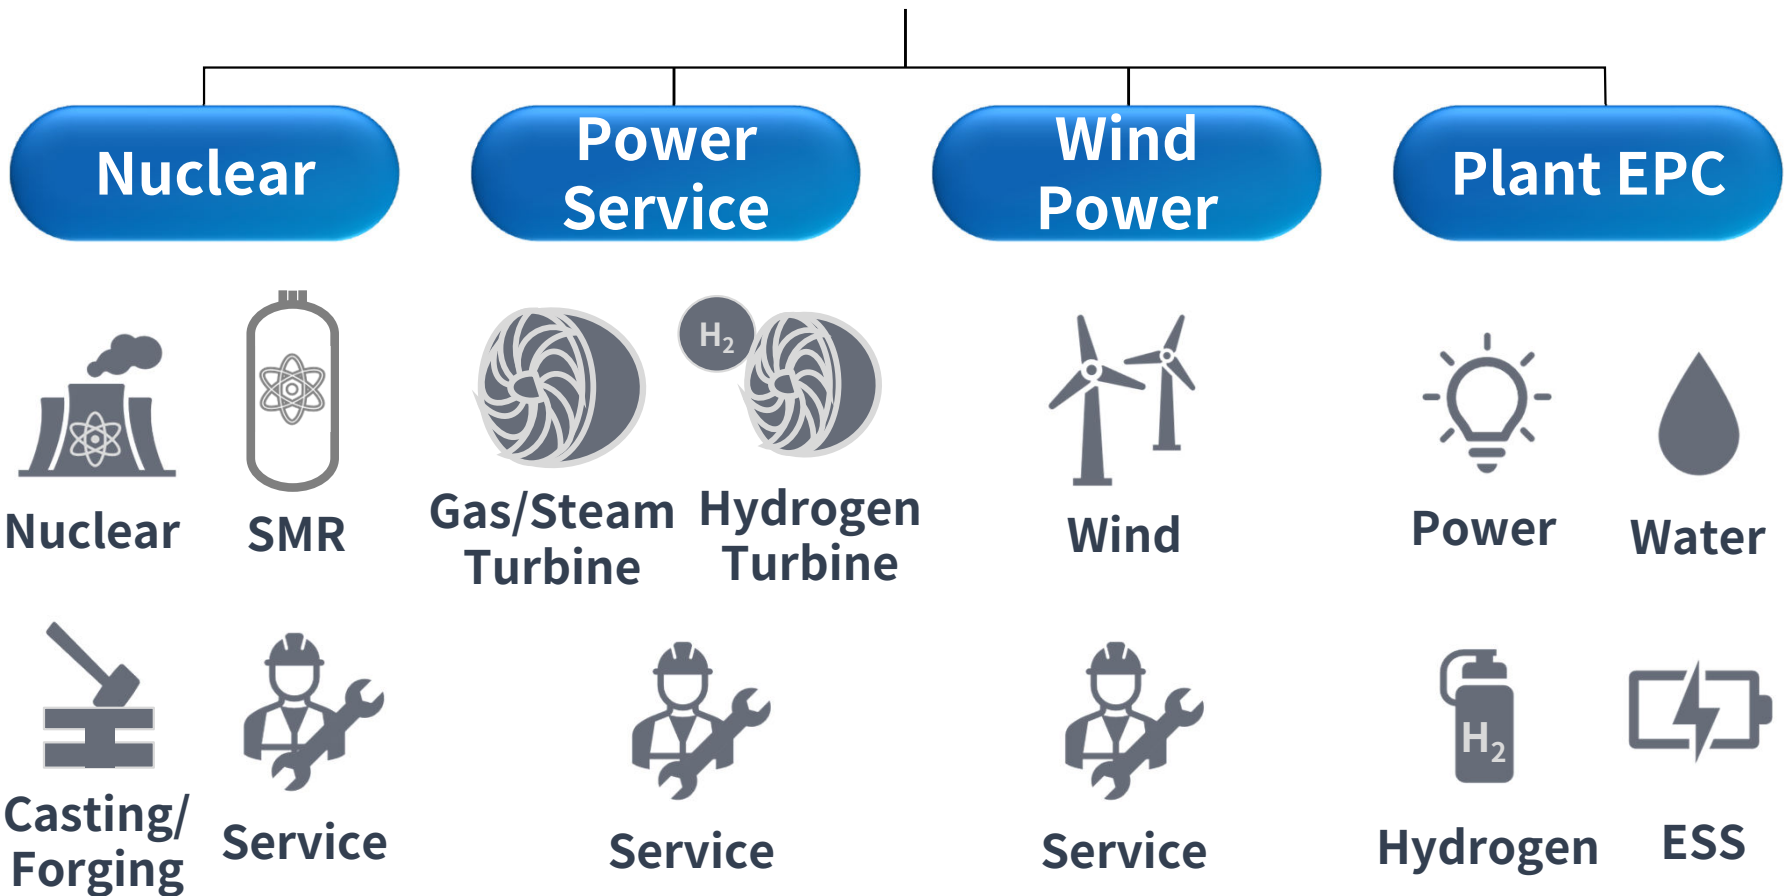 Nuclear
Power
Service
Wind
Power
Plant EPC
H2
Nuclear
SMR
Gas/Steam
Turbine
Hydrogen
Turbine
Wind
Power
Water
H2
Casting/
Forging
Service
Service
Service
Hydrogen
ESS